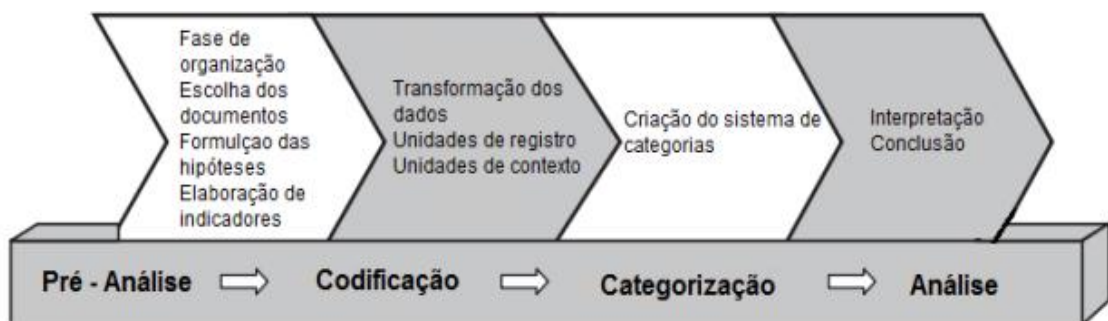 Fase de
organização
Escolha dos
documentos
Formulçao das
hipóteses
Elaboração de
indicadores
Transformação dos
dados
Unidades de registro
Unidades de contexto
Criação do sistema de
categorias
Interpretação
Conclusão
Pré - Análise
Codificação
Categorização
Análise